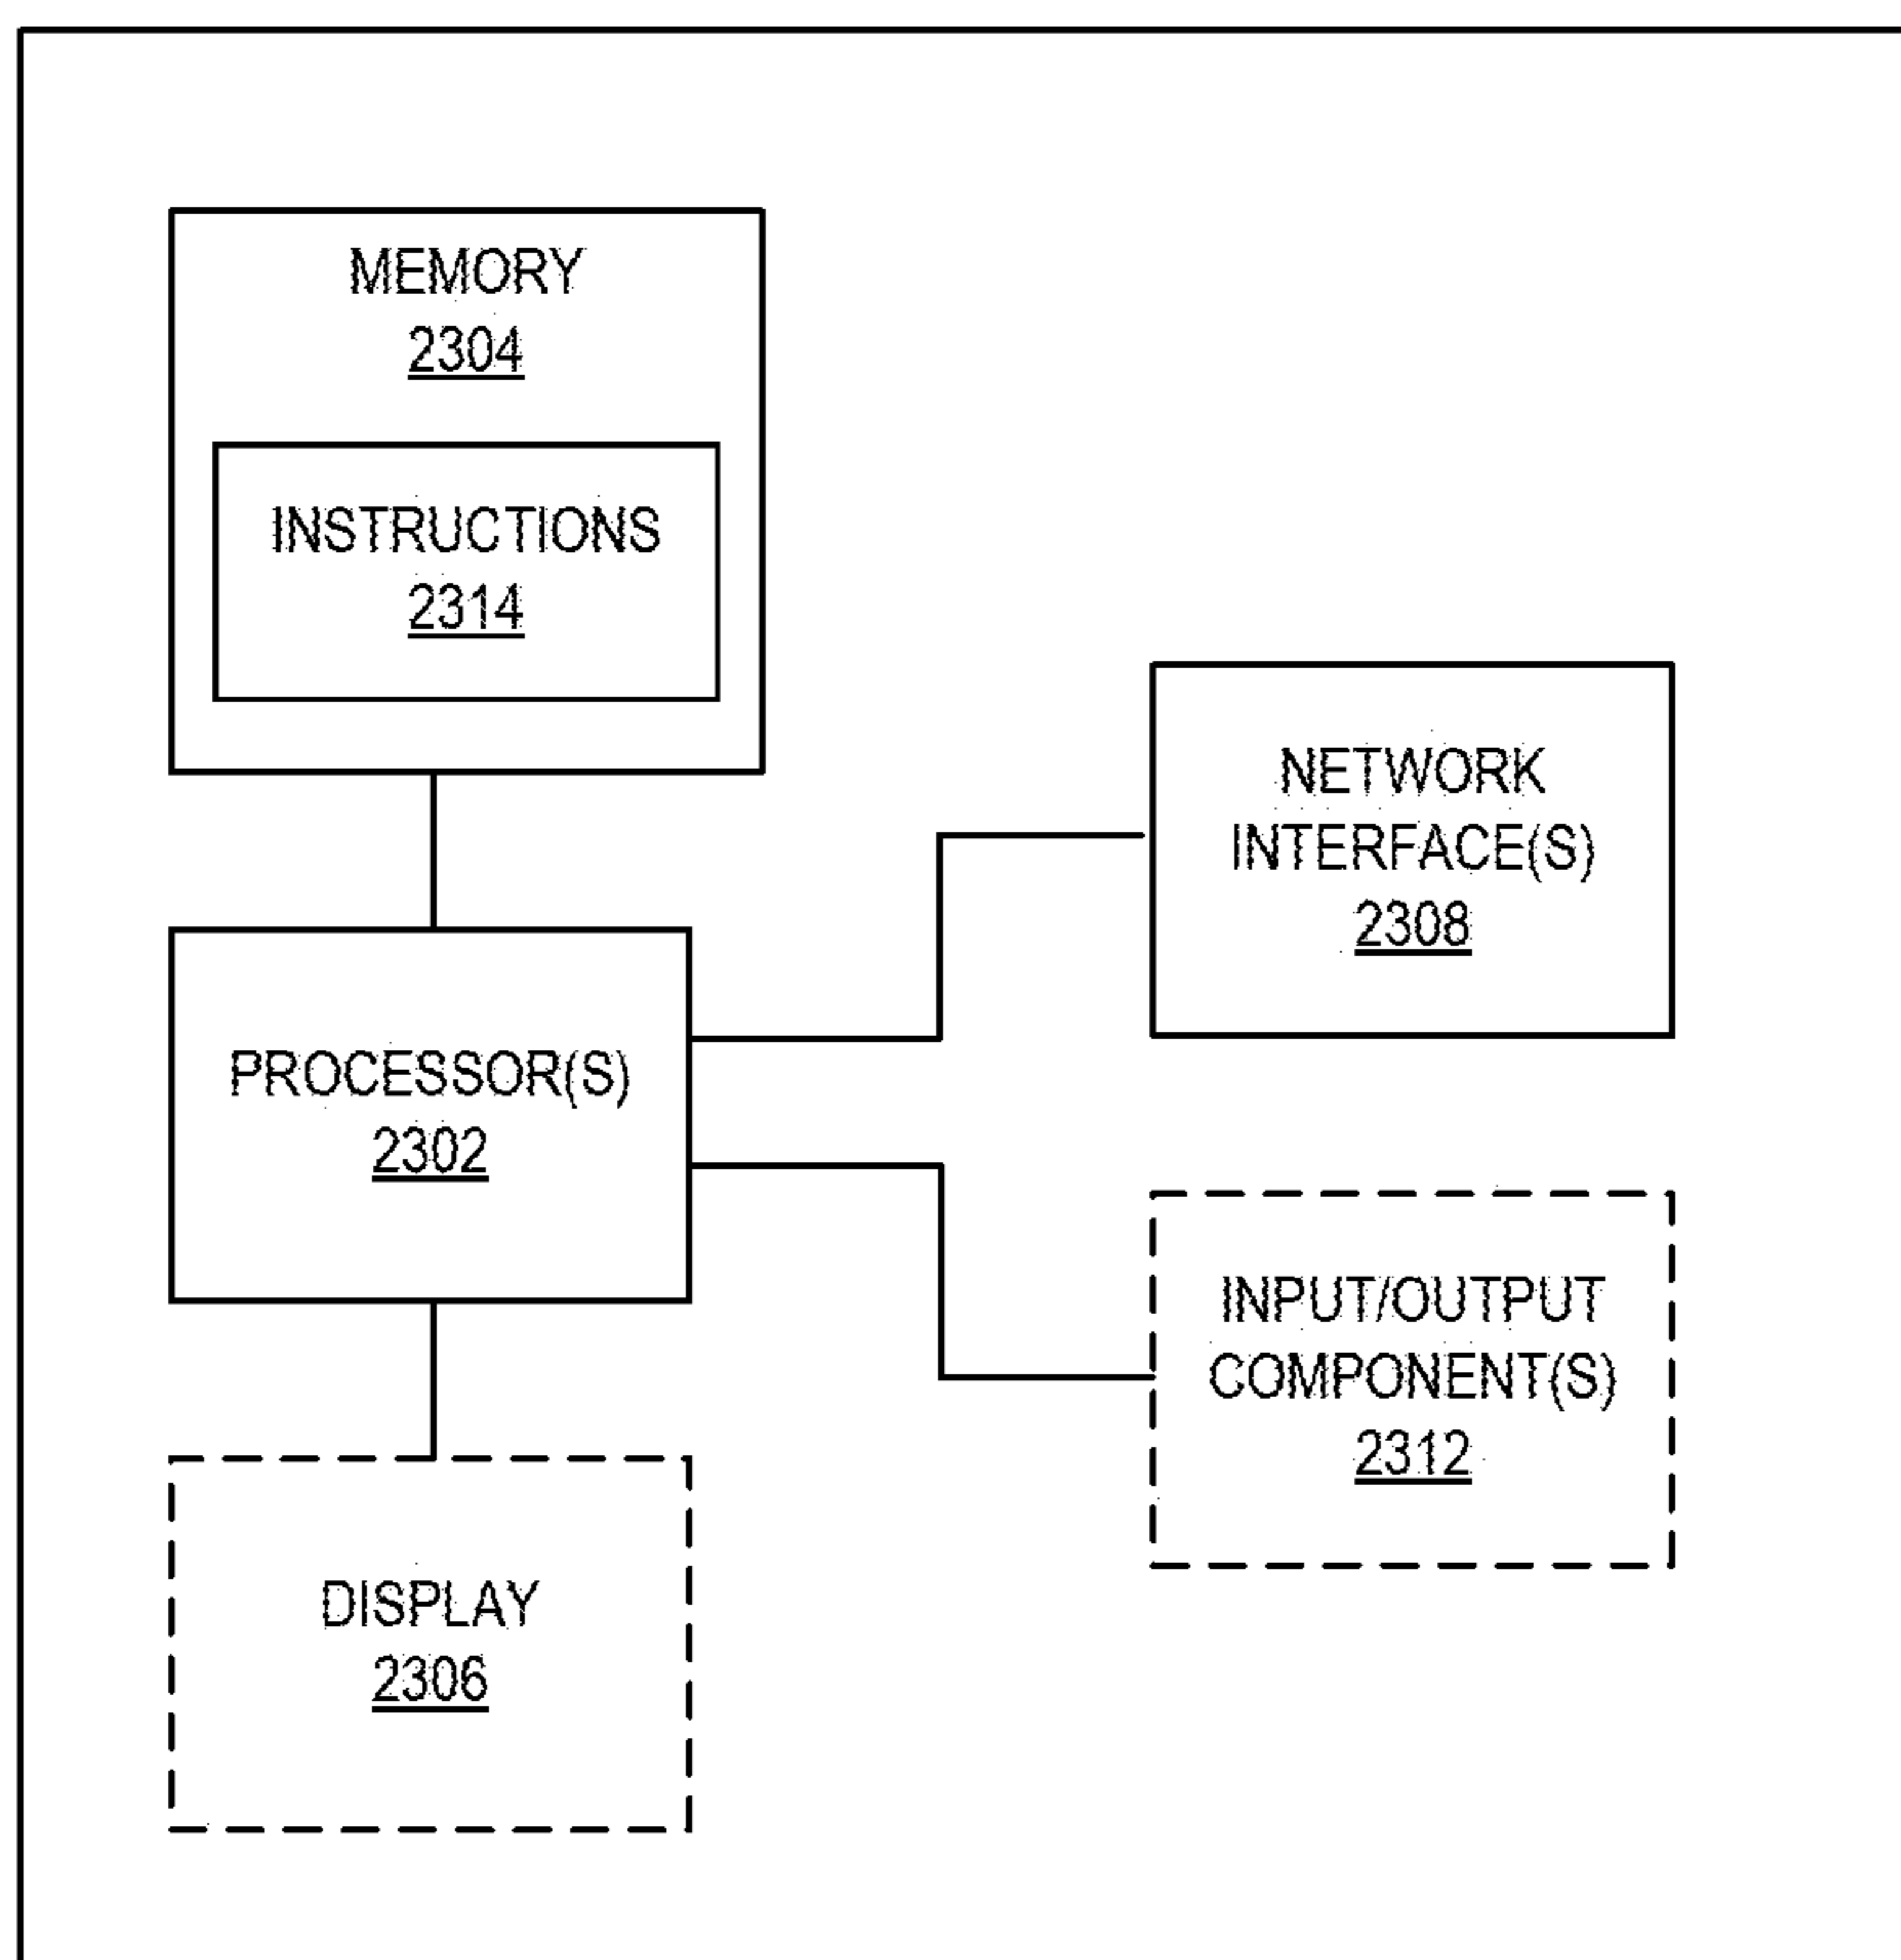 MEMORY
2304
INSTRUCTIONS
2314
NETWORK
INTERFACE(S)
2308
PROCESSOR(S)
2302
INPUT/OUTPUT
COMPONENT(S)
2312
DISPLAY
2306